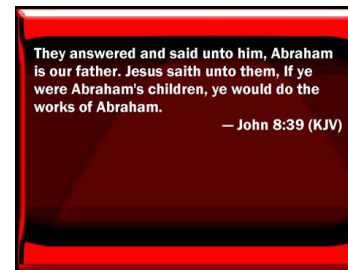 They answered and said unto him, Abraham
is our father. Jesus saith unto them, If ye
were Abraham's children, ye would do the
works of Abraham.
— John 8:39 (KJV)